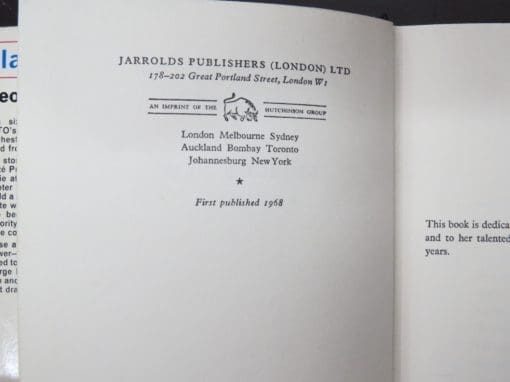 la
eo
JARROLDS PUBLISHERS (LONDON) LTD
178–202 Great Portland Street, London W1
AN IMPRINT OF THE HUTCHINSON GROUP
London Melbourne Sydney
Auckland Bombay Toronto
Johannesburg New York
*
First published 1968
This book is dedica
and to her talented
years.